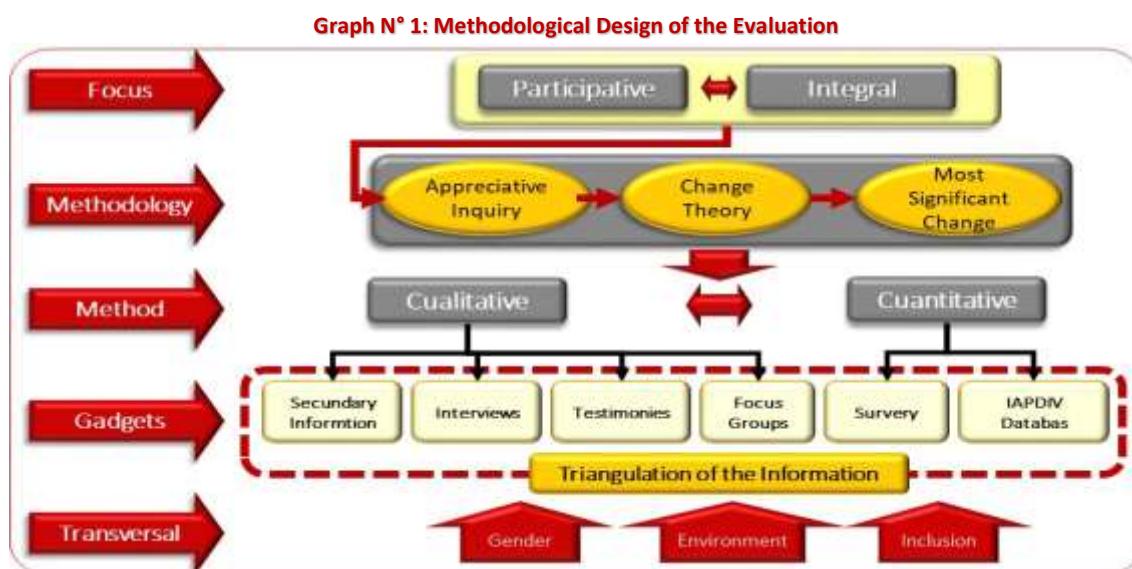 Graph N° 1: Methodological Design of the Evaluation
Focus
Participative
Integral
Methodology
Appreciative
Inquiry
Change
Theory
Most
Significant
Change
Method
Cualitative
Cuantitative
Gadgets
Secundary
Informtion
Interviews
Testimonies
Focus
Groups
Survery
IAPDIV
Databas
Triangulation of the Information
Transversal
Gender
Environment
Inclusion